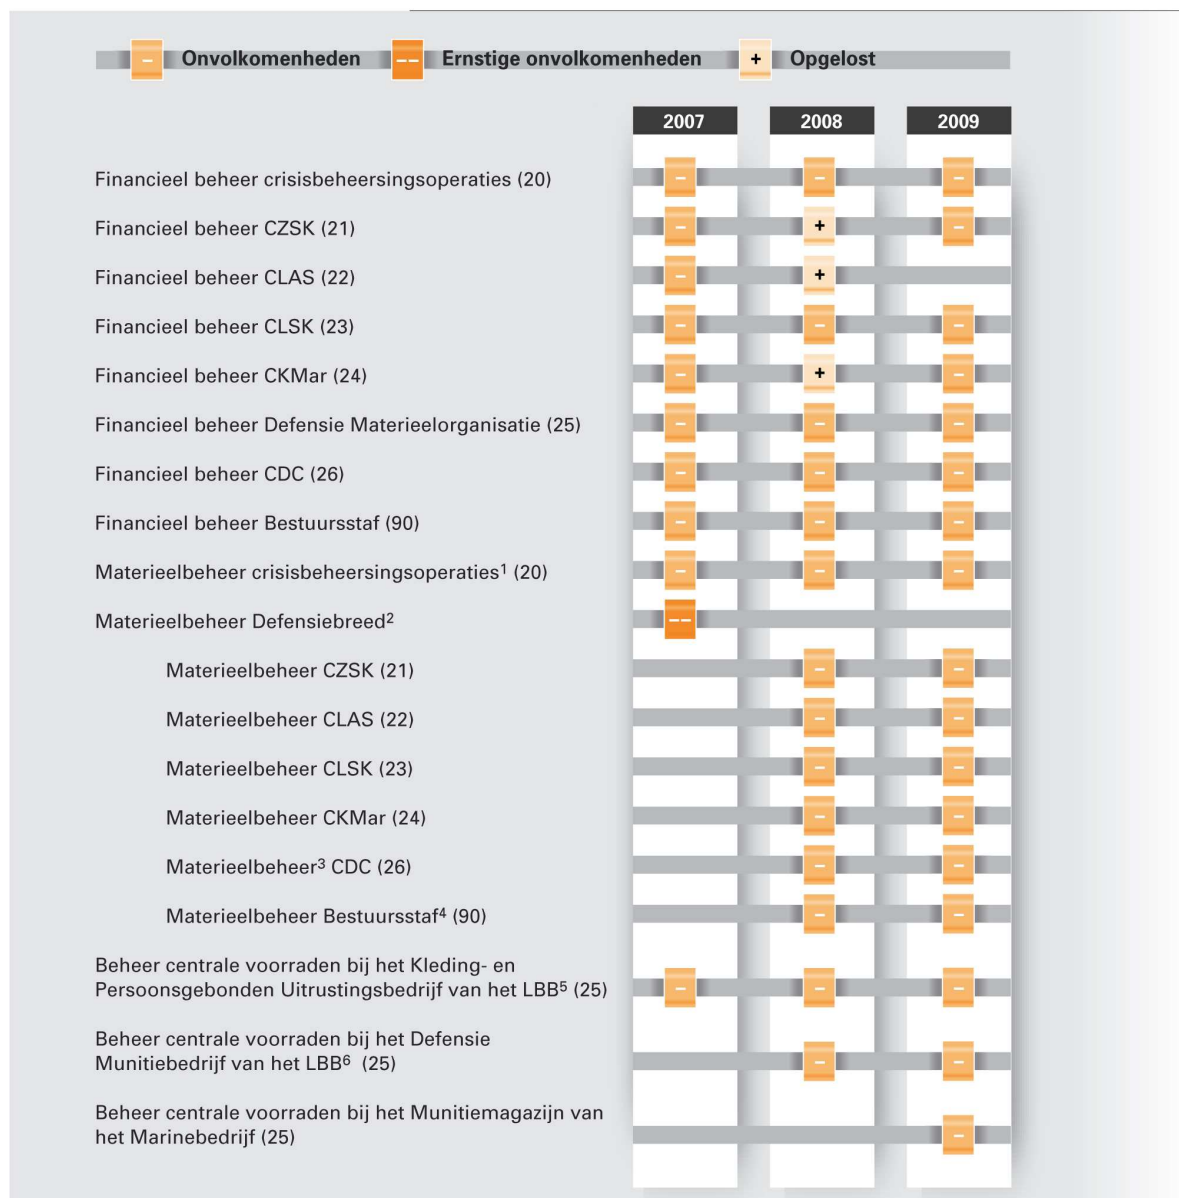 – Onvolkomenheden – – Ernstige onvolkomenheden + Opgelost
2007 2008 2009
Financieel beheer crisisbeheersingsoperaties (20) – – –
Financieel beheer CZSK (21) – + –
Financieel beheer CLAS (22) – +
Financieel beheer CLSK (23) – – –
Financieel beheer CKMar (24) – + –
Financieel beheer Defensie Materieelorganisatie (25) – – –
Financieel beheer CDC (26) – – –
Financieel beheer Bestuursstaf (90) – – –
Materieelbeheer crisisbeheersingsoperaties¹ (20) – – –
Materieelbeheer Defensiebreed² – –
Materieelbeheer CZSK (21) – –
Materieelbeheer CLAS (22) – –
Materieelbeheer CLSK (23) – –
Materieelbeheer CKMar (24) – –
Materieelbeheer³ CDC (26) – –
Materieelbeheer Bestuursstaf⁴ (90) – –
Beheer centrale voorraden bij het Kleding- en
Persoonsgebonden Uitrustingsbedrijf van het LBB⁵ (25) – – –
Beheer centrale voorraden bij het Defensie
Munitiebedrijf van het LBB⁶ (25) – –
Beheer centrale voorraden bij het Munitiemagazijn van
het Marinebedrijf (25) –